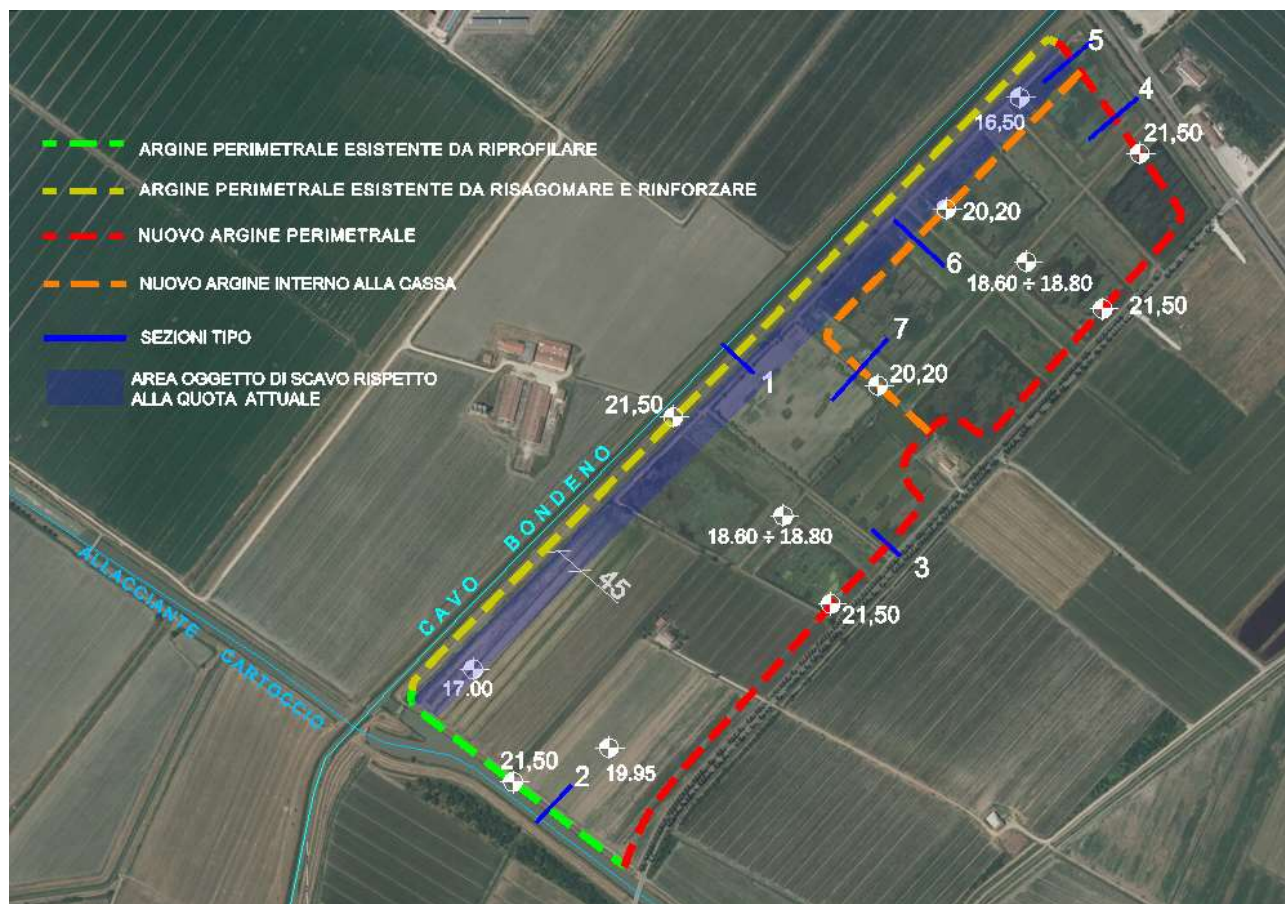 ARGINE PERIMETRALE ESISTENTE DA RIPROFILARE
ARGINE PERIMETRALE ESISTENTE DA RISAGOMARE E RINFORZARE
NUOVO ARGINE PERIMETRALE
NUOVO ARGINE INTERNO ALLA CASSA
SEZIONI TIPO
AREA OGGETTO DI SCAVO RISPETTO
ALLA QUOTA ATTUALE
5
4
16,50
21,50
20,20
6
18.60 ÷ 18.80
21,50
7
1
20,20
21,50
CAVO BONDENO
18.60 ÷ 18.80
3
45
21,50
ALLACCIANTE CARTOCCIO
17.00
21,50
2
19.95